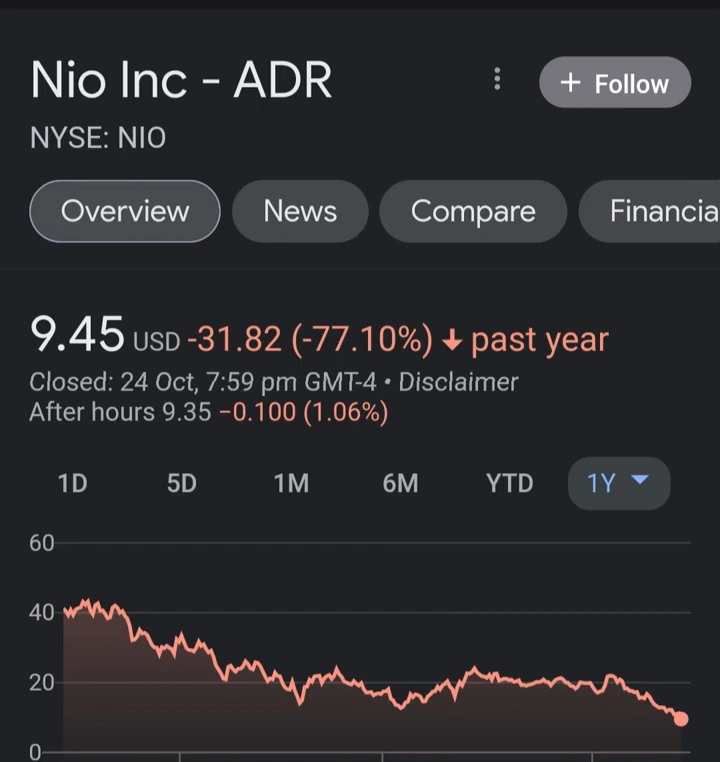 Nio Inc - ADR
+ Follow
NYSE: NIO
Overview
News
Compare
Financia
9.45 USD -31.82 (-77.10%) ↓ past year
Closed: 24 Oct, 7:59 pm GMT-4 • Disclaimer
After hours 9.35 −0.100 (1.06%)
1D
5D
1M
6M
YTD
1Y
60
40
20
0